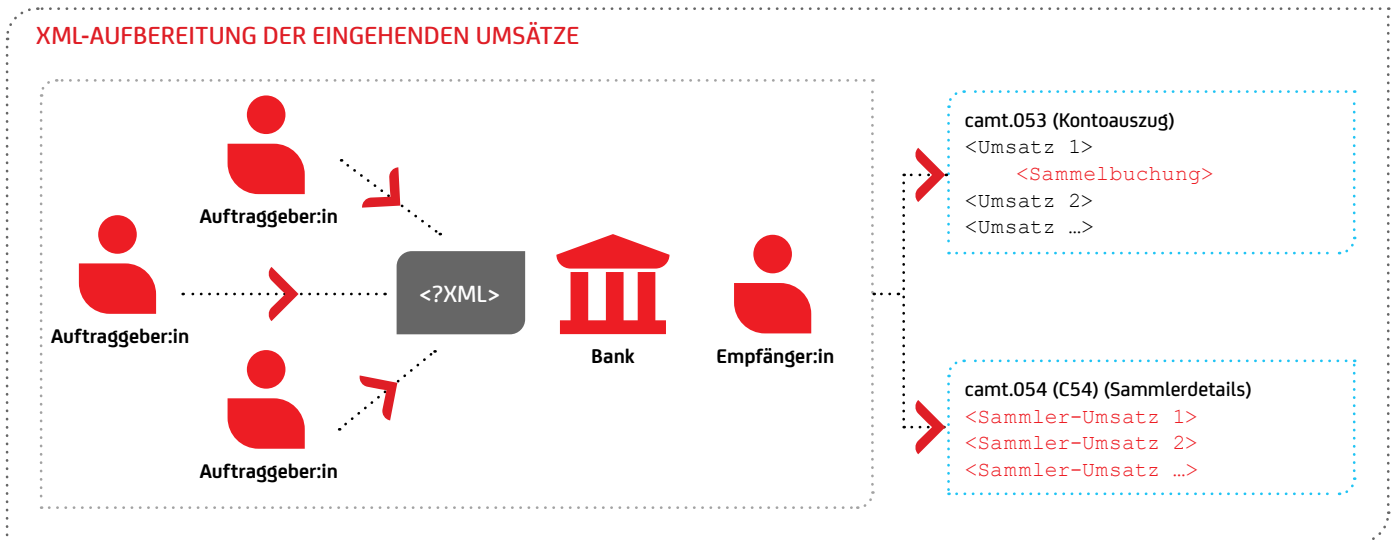 XML-AUFBEREITUNG DER EINGEHENDEN UMSÄTZE
Auftraggeber:in
Auftraggeber:in
Auftraggeber:in
<?XML>
Bank
Empfänger:in
camt.053 (Kontoauszug)
<Umsatz 1>
<Sammelbuchung>
<Umsatz 2>
<Umsatz …>
camt.054 (C54) (Sammlerdetails)
<Sammler-Umsatz 1>
<Sammler-Umsatz 2>
<Sammler-Umsatz …>